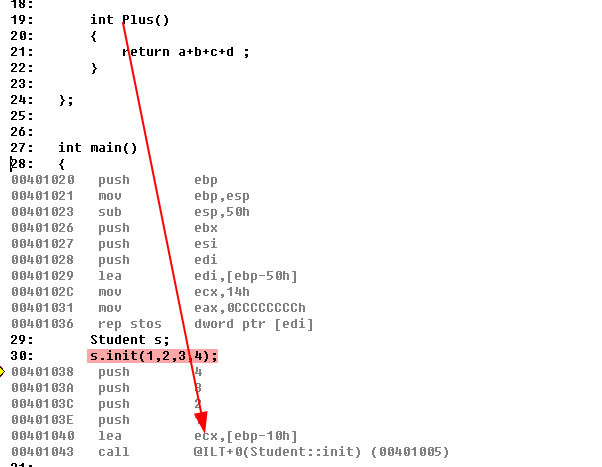 18:
19: int Plus()
20: {
21: return a+b+c+d ;
22: }
23:
24: };
25:
26:
27: int main()
28: {
00401020 push ebp
00401021 mov ebp,esp
00401023 sub esp,50h
00401026 push ebx
00401027 push esi
00401028 push edi
00401029 lea edi,[ebp-50h]
0040102C mov ecx,14h
00401031 mov eax,0CCCCCCCCh
00401036 rep stos dword ptr [edi]
29: Student s;
30: s.init(1,2,3,4);
00401038 push 4
0040103A push 3
0040103C push 2
0040103E push
00401040 lea ecx,[ebp-10h]
00401043 call @ILT+0(Student::init) (00401005)